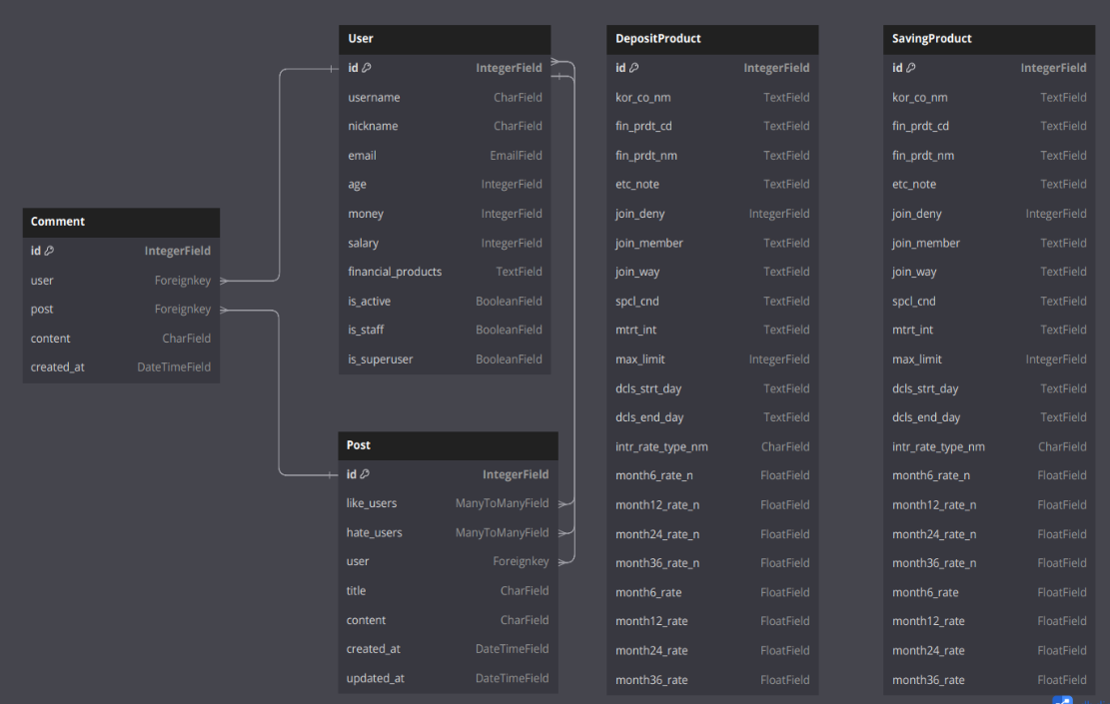 User
id IntegerField
username CharField
nickname CharField
email EmailField
age IntegerField
money IntegerField
salary IntegerField
financial_products TextField
is_active BooleanField
is_staff BooleanField
is_superuser BooleanField
DepositProduct
id IntegerField
kor_co_nm TextField
fin_prdt_cd TextField
fin_prdt_nm TextField
etc_note TextField
join_deny IntegerField
join_member TextField
join_way TextField
spcl_cnd TextField
mtrt_int TextField
max_limit IntegerField
dcls_strt_day TextField
dcls_end_day TextField
intr_rate_type_nm CharField
month6_rate_n FloatField
month12_rate_n FloatField
month24_rate_n FloatField
month36_rate_n FloatField
month6_rate FloatField
month12_rate FloatField
month24_rate FloatField
month36_rate FloatField
SavingProduct
id IntegerField
kor_co_nm TextField
fin_prdt_cd TextField
fin_prdt_nm TextField
etc_note TextField
join_deny IntegerField
join_member TextField
join_way TextField
spcl_cnd TextField
mtrt_int TextField
max_limit IntegerField
dcls_strt_day TextField
dcls_end_day TextField
intr_rate_type_nm CharField
month6_rate_n FloatField
month12_rate_n FloatField
month24_rate_n FloatField
month36_rate_n FloatField
month6_rate FloatField
month12_rate FloatField
month24_rate FloatField
month36_rate FloatField
Comment
id IntegerField
user Foreignkey
post Foreignkey
content CharField
created_at DateTimeField
Post
id IntegerField
like_users ManyToManyField
hate_users ManyToManyField
user Foreignkey
title CharField
content CharField
created_at DateTimeField
updated_at DateTimeField